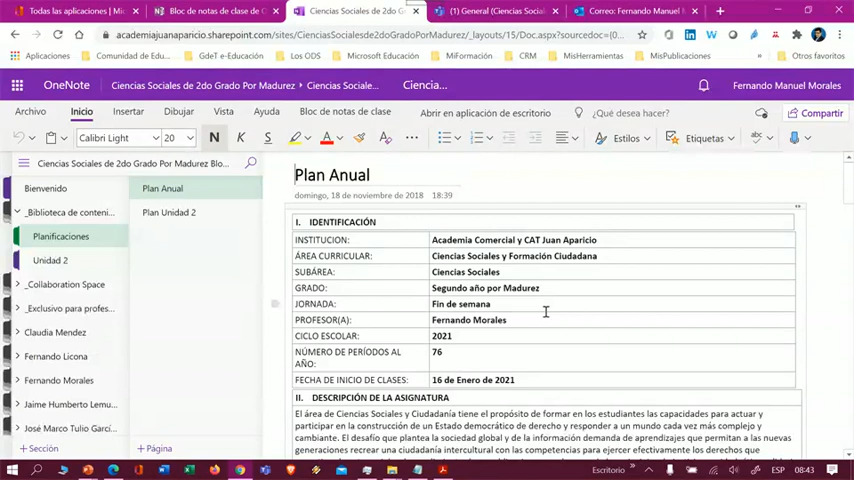 Todas las aplicaciones | Mic
Bloc de notas de clase de C
Ciencias Sociales de 2do Gr
(1) General (Ciencias Social
Correo: Fernando Manuel M
academiajuanaparicio.sharepoint.com/sites/CienciasSocialesde2doGradoPorMadurez/_layouts/15/Doc.aspx?sourcedoc={0...
Aplicaciones
ODS Microsoft
GdeT e-Educación
Los ODS
Microsoft
MiFormación
CRM
MisHerramientas
MisPublicaciones
Otros favoritos
OneNote
Ciencias Sociales de 2do Grado Por Madurez › Ciencias Sociale...
Ciencia...
Fernando Manuel Morales
Archivo
Inicio
Insertar
Dibujar
Vista
Ayuda
Bloc de notas de clase
Abrir en aplicación de escritorio
¿Qué desea hacer?
Compartir
Calibri Light
20
N
K
S
A
Estilos
Etiquetas
abc
Ciencias Sociales de 2do Grado Por Madurez Blo...
Bienvenido
_Biblioteca de conteni...
Planificaciones
Unidad 2
_Collaboration Space
_Exclusivo para profes...
Claudia Mendez
Fernando Licona
Fernando Morales
Jaime Humberto Lemu...
José Marco Tulio García...
+ Sección
Plan Anual
Plan Unidad 2
+ Página
Plan Anual
domingo, 18 de noviembre de 2018 18:39
I. IDENTIFICACIÓN
INSTITUCION: Academia Comercial y CAT Juan Aparicio
ÁREA CURRICULAR: Ciencias Sociales y Formación Ciudadana
SUBÁREA: Ciencias Sociales
GRADO: Segundo año por Madurez
JORNADA: Fin de semana
PROFESOR(A): Fernando Morales
CICLO ESCOLAR: 2021
NÚMERO DE PERÍODOS AL AÑO: 76
FECHA DE INICIO DE CLASES: 16 de Enero de 2021
II. DESCRIPCIÓN DE LA ASIGNATURA
El área de Ciencias Sociales y Ciudadanía tiene el propósito de formar en los estudiantes las capacidades para actuar y
participar en la construcción de un Estado democrático de derecho y responder a un mundo cada vez más complejo y
cambiante. El desafío que plantea la sociedad global y de la información demanda de aprendizajes que permitan a las nuevas
generaciones recrear una ciudadanía intercultural con las competencias para ejercer efectivamente los derechos que
Escritorio
ESP
08:43